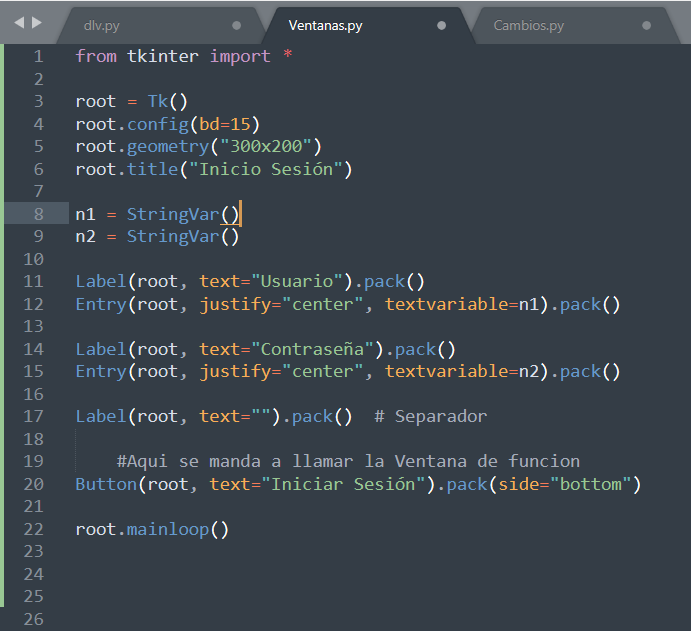 dlv.py Ventanas.py Cambios.py
1 from tkinter import *
2
3 root = Tk()
4 root.config(bd=15)
5 root.geometry("300x200")
6 root.title("Inicio Sesión")
7
8 n1 = StringVar()
9 n2 = StringVar()
10
11 Label(root, text="Usuario").pack()
12 Entry(root, justify="center", textvariable=n1).pack()
13
14 Label(root, text="Contraseña").pack()
15 Entry(root, justify="center", textvariable=n2).pack()
16
17 Label(root, text="").pack()  # Separador
18
19     #Aqui se manda a llamar la Ventana de funcion
20 Button(root, text="Iniciar Sesión").pack(side="bottom")
21
22 root.mainloop()
23
24
25
26